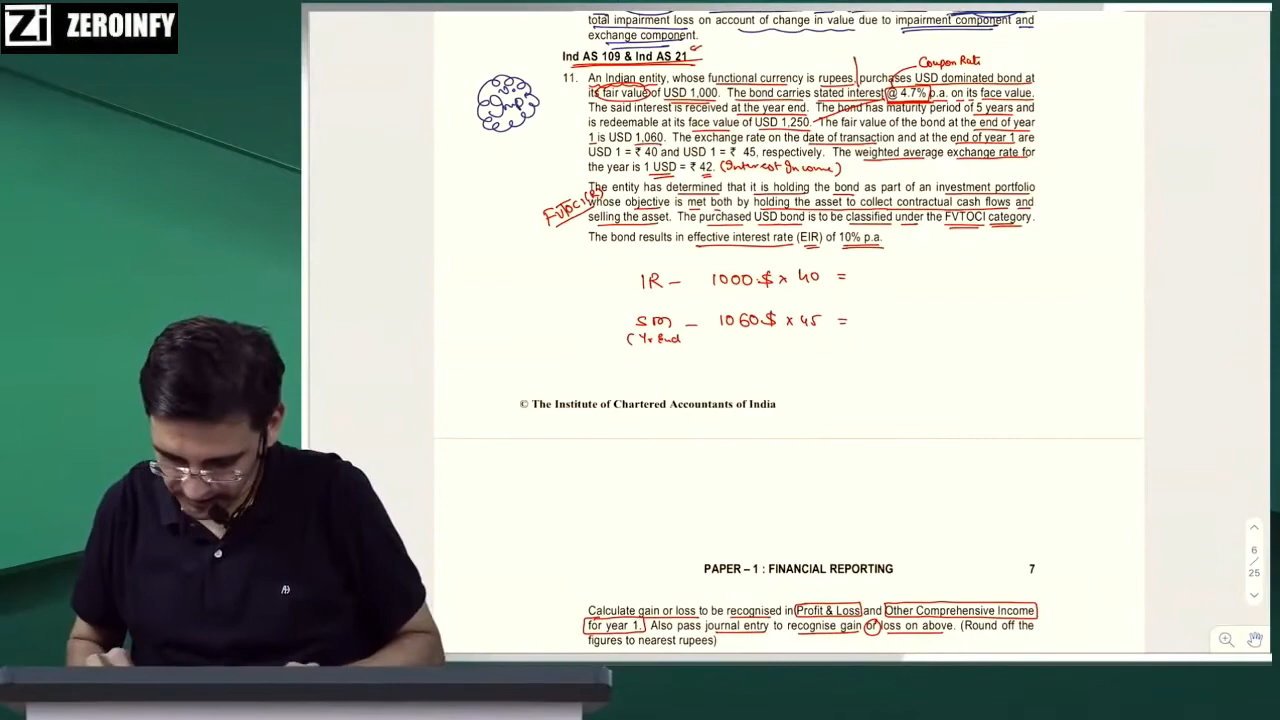 Zi ZEROINFY
total impairment loss on account of change in value due to impairment component and
exchange component.
Ind AS 109 & Ind AS 21
Coupon Rate
11. An Indian entity, whose functional currency is rupees, purchases USD dominated bond at
its fair value of USD 1,000. The bond carries stated interest @ 4.7% p.a. on its face value.
V. Imp
The said interest is received at the year end. The bond has maturity period of 5 years and
is redeemable at its face value of USD 1,250. The fair value of the bond at the end of year
1 is USD 1,060. The exchange rate on the date of transaction and at the end of year 1 are
USD 1 = ₹ 40 and USD 1 = ₹ 45, respectively. The weighted average exchange rate for
the year is 1 USD = ₹ 42. (Interest Income)
The entity has determined that it is holding the bond as part of an investment portfolio
FVTOCI(R)
whose objective is met both by holding the asset to collect contractual cash flows and
selling the asset. The purchased USD bond is to be classified under the FVTOCI category.
The bond results in effective interest rate (EIR) of 10% p.a.
IR – 1000 $ × 40 =
SM – 1060 $ × 45 =
(Yr End
© The Institute of Chartered Accountants of India
PAPER – 1 : FINANCIAL REPORTING 7
6
/
25
Calculate gain or loss to be recognised in Profit & Loss and Other Comprehensive Income
for year 1. Also pass journal entry to recognise gain or loss on above. (Round off the
figures to nearest rupees)